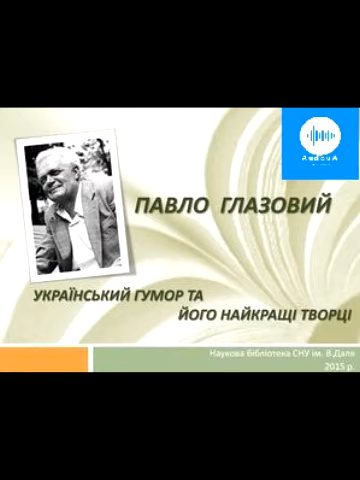 ПАВЛО ГЛАЗОВИЙ
УКРАЇНСЬКИЙ ГУМОР ТА
ЙОГО НАЙКРАЩІ ТВОРЦІ
Наукова бібліотека СНУ ім. В.Даля
2015 р.